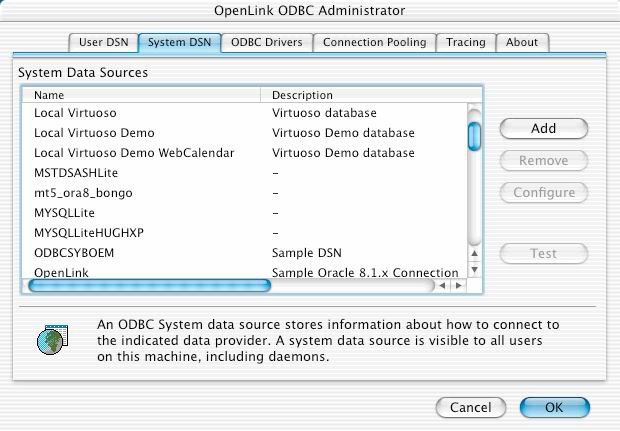 OpenLink ODBC Administrator
User DSN System DSN ODBC Drivers Connection Pooling Tracing About
System Data Sources
Name Description
Local Virtuoso Virtuoso database
Local Virtuoso Demo Virtuoso Demo database
Local Virtuoso Demo WebCalendar Virtuoso Demo database
MSTDSASHLite -
mt5_ora8_bongo -
MYSQLLite -
MYSQLLiteHUGHXP -
ODBCSYBOEM Sample DSN
OpenLink Sample Oracle 8.1.x Connection
Add
Remove
Configure
Test
An ODBC System data source stores information about how to connect to
the indicated data provider. A system data source is visible to all users
on this machine, including daemons.
Cancel OK